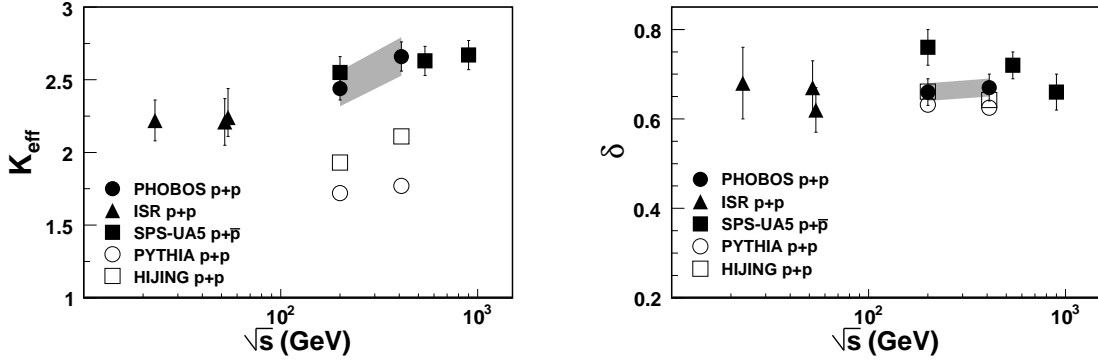 3
2.5
2
1.5
1
K_eff
PHOBOS p+p
ISR p+p
SPS-UA5 p+p̅
PYTHIA p+p
HIJING p+p
10²
10³
√s (GeV)
0.8
0.6
0.4
0.2
δ
PHOBOS p+p
ISR p+p
SPS-UA5 p+p̅
PYTHIA p+p
HIJING p+p
10²
10³
√s (GeV)